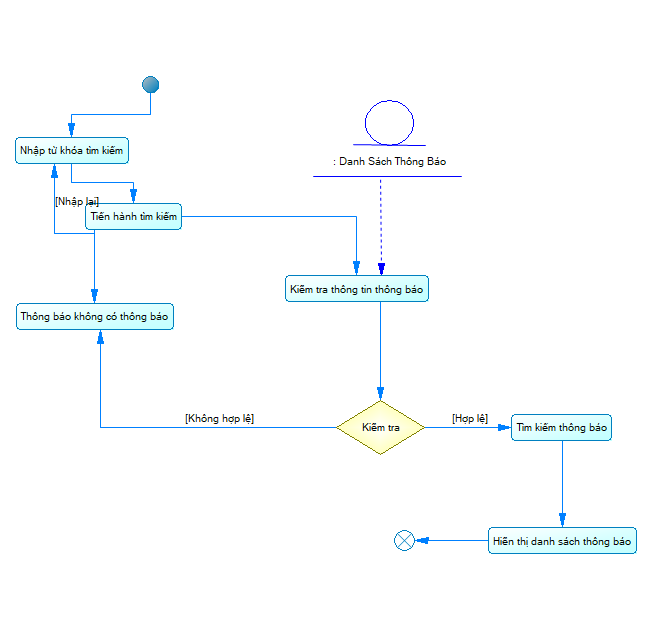 Nhập từ khóa tìm kiếm
: Danh Sách Thông Báo
[Nhập lại]
Tiến hành tìm kiếm
Kiểm tra thông tin thông báo
Thông báo không có thông báo
[Không hợp lệ]
[Hợp lệ]
Kiểm tra
Tìm kiếm thông báo
Hiển thị danh sách thông báo